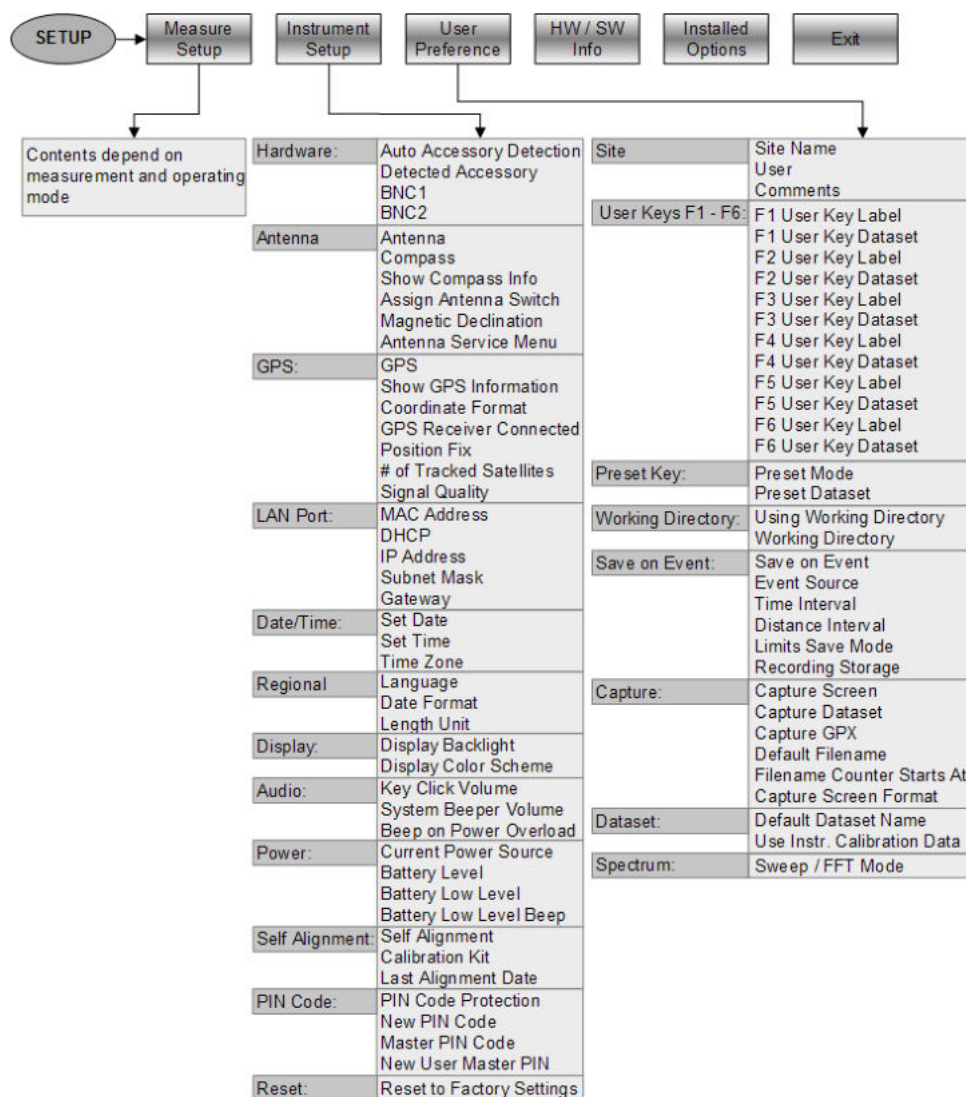 SETUP
Measure
Setup
Instrument
Setup
User
Preference
HW / SW
Info
Installed
Options
Exit
Contents depend on
measurement and operating
mode
Hardware:
Auto Accessory Detection
Detected Accessory
BNC1
BNC2
Antenna
Antenna
Compass
Show Compass Info
Assign Antenna Switch
Magnetic Declination
Antenna Service Menu
GPS:
GPS
Show GPS Information
Coordinate Format
GPS Receiver Connected
Position Fix
# of Tracked Satellites
Signal Quality
LAN Port:
MAC Address
DHCP
IP Address
Subnet Mask
Gateway
Date/Time:
Set Date
Set Time
Time Zone
Regional
Language
Date Format
Length Unit
Display:
Display Backlight
Display Color Scheme
Audio:
Key Click Volume
System Beeper Volume
Beep on Power Overload
Power:
Current Power Source
Battery Level
Battery Low Level
Battery Low Level Beep
Self Alignment:
Self Alignment
Calibration Kit
Last Alignment Date
PIN Code:
PIN Code Protection
New PIN Code
Master PIN Code
New User Master PIN
Reset:
Reset to Factory Settings
Site
Site Name
User
Comments
User Keys F1 - F6:
F1 User Key Label
F1 User Key Dataset
F2 User Key Label
F2 User Key Dataset
F3 User Key Label
F3 User Key Dataset
F4 User Key Label
F4 User Key Dataset
F5 User Key Label
F5 User Key Dataset
F6 User Key Label
F6 User Key Dataset
Preset Key:
Preset Mode
Preset Dataset
Working Directory:
Using Working Directory
Working Directory
Save on Event:
Save on Event
Event Source
Time Interval
Distance Interval
Limits Save Mode
Recording Storage
Capture:
Capture Screen
Capture Dataset
Capture GPX
Default Filename
Filename Counter Starts At
Capture Screen Format
Dataset:
Default Dataset Name
Use Instr. Calibration Data
Spectrum:
Sweep / FFT Mode